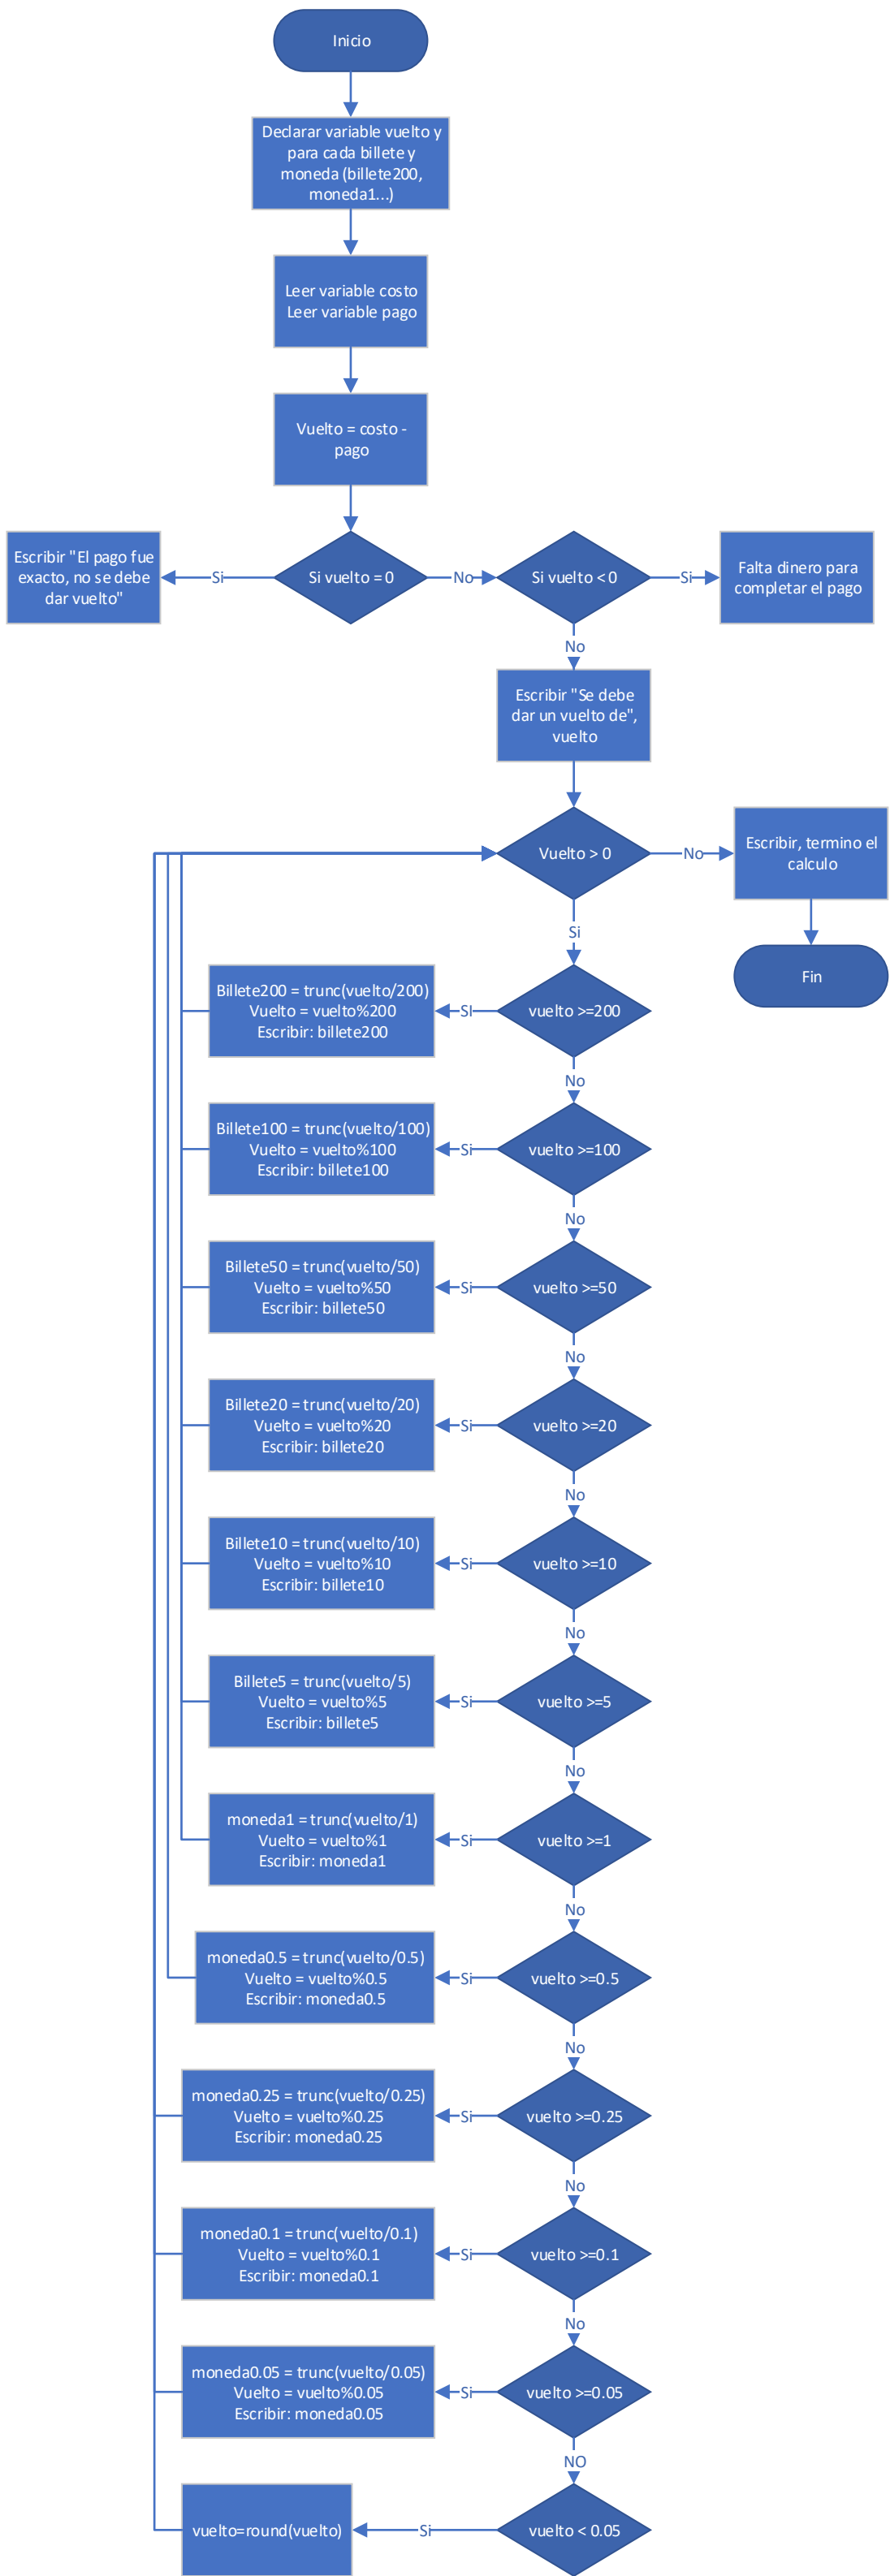 Inicio
Declarar variable vuelto y
para cada billete y
moneda (billete200,
moneda1...)
Leer variable costo
Leer variable pago
Vuelto = costo -
pago
Escribir "El pago fue
exacto, no se debe
dar vuelto"
Si
Si vuelto = 0
No
Si vuelto < 0
Si
Falta dinero para
completar el pago
No
Escribir "Se debe
dar un vuelto de",
vuelto
Vuelto > 0
No
Escribir, termino el
calculo
Si
Fin
Billete200 = trunc(vuelto/200)
Vuelto = vuelto%200
Escribir: billete200
SI
vuelto >=200
No
Billete100 = trunc(vuelto/100)
Vuelto = vuelto%100
Escribir: billete100
Si
vuelto >=100
No
Billete50 = trunc(vuelto/50)
Vuelto = vuelto%50
Escribir: billete50
Si
vuelto >=50
No
Billete20 = trunc(vuelto/20)
Vuelto = vuelto%20
Escribir: billete20
Si
vuelto >=20
No
Billete10 = trunc(vuelto/10)
Vuelto = vuelto%10
Escribir: billete10
Si
vuelto >=10
No
Billete5 = trunc(vuelto/5)
Vuelto = vuelto%5
Escribir: billete5
Si
vuelto >=5
No
moneda1 = trunc(vuelto/1)
Vuelto = vuelto%1
Escribir: moneda1
Si
vuelto >=1
No
moneda0.5 = trunc(vuelto/0.5)
Vuelto = vuelto%0.5
Escribir: moneda0.5
Si
vuelto >=0.5
No
moneda0.25 = trunc(vuelto/0.25)
Vuelto = vuelto%0.25
Escribir: moneda0.25
Si
vuelto >=0.25
No
moneda0.1 = trunc(vuelto/0.1)
Vuelto = vuelto%0.1
Escribir: moneda0.1
Si
vuelto >=0.1
No
moneda0.05 = trunc(vuelto/0.05)
Vuelto = vuelto%0.05
Escribir: moneda0.05
Si
vuelto >=0.05
NO
vuelto=round(vuelto)
Si
vuelto < 0.05